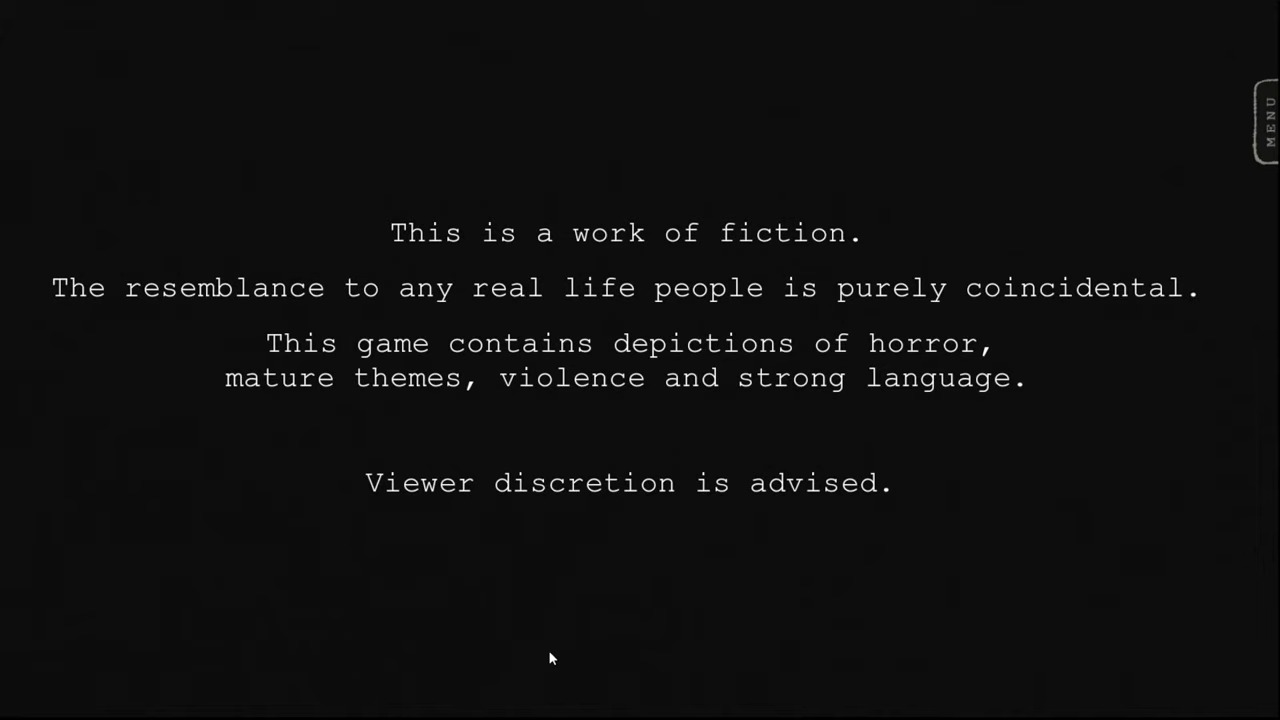 MENU
This is a work of fiction.
The resemblance to any real life people is purely coincidental.
This game contains depictions of horror,
mature themes, violence and strong language.
Viewer discretion is advised.